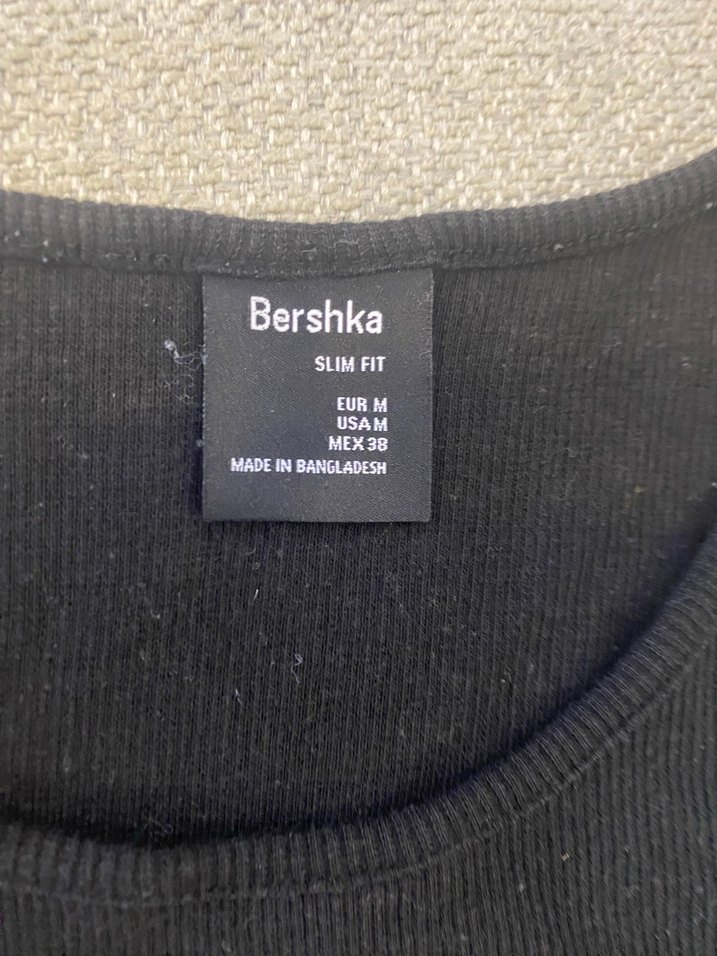 Bershka
SLIM FIT
EUR M
USA M
MEX 38
MADE IN BANGLADESH